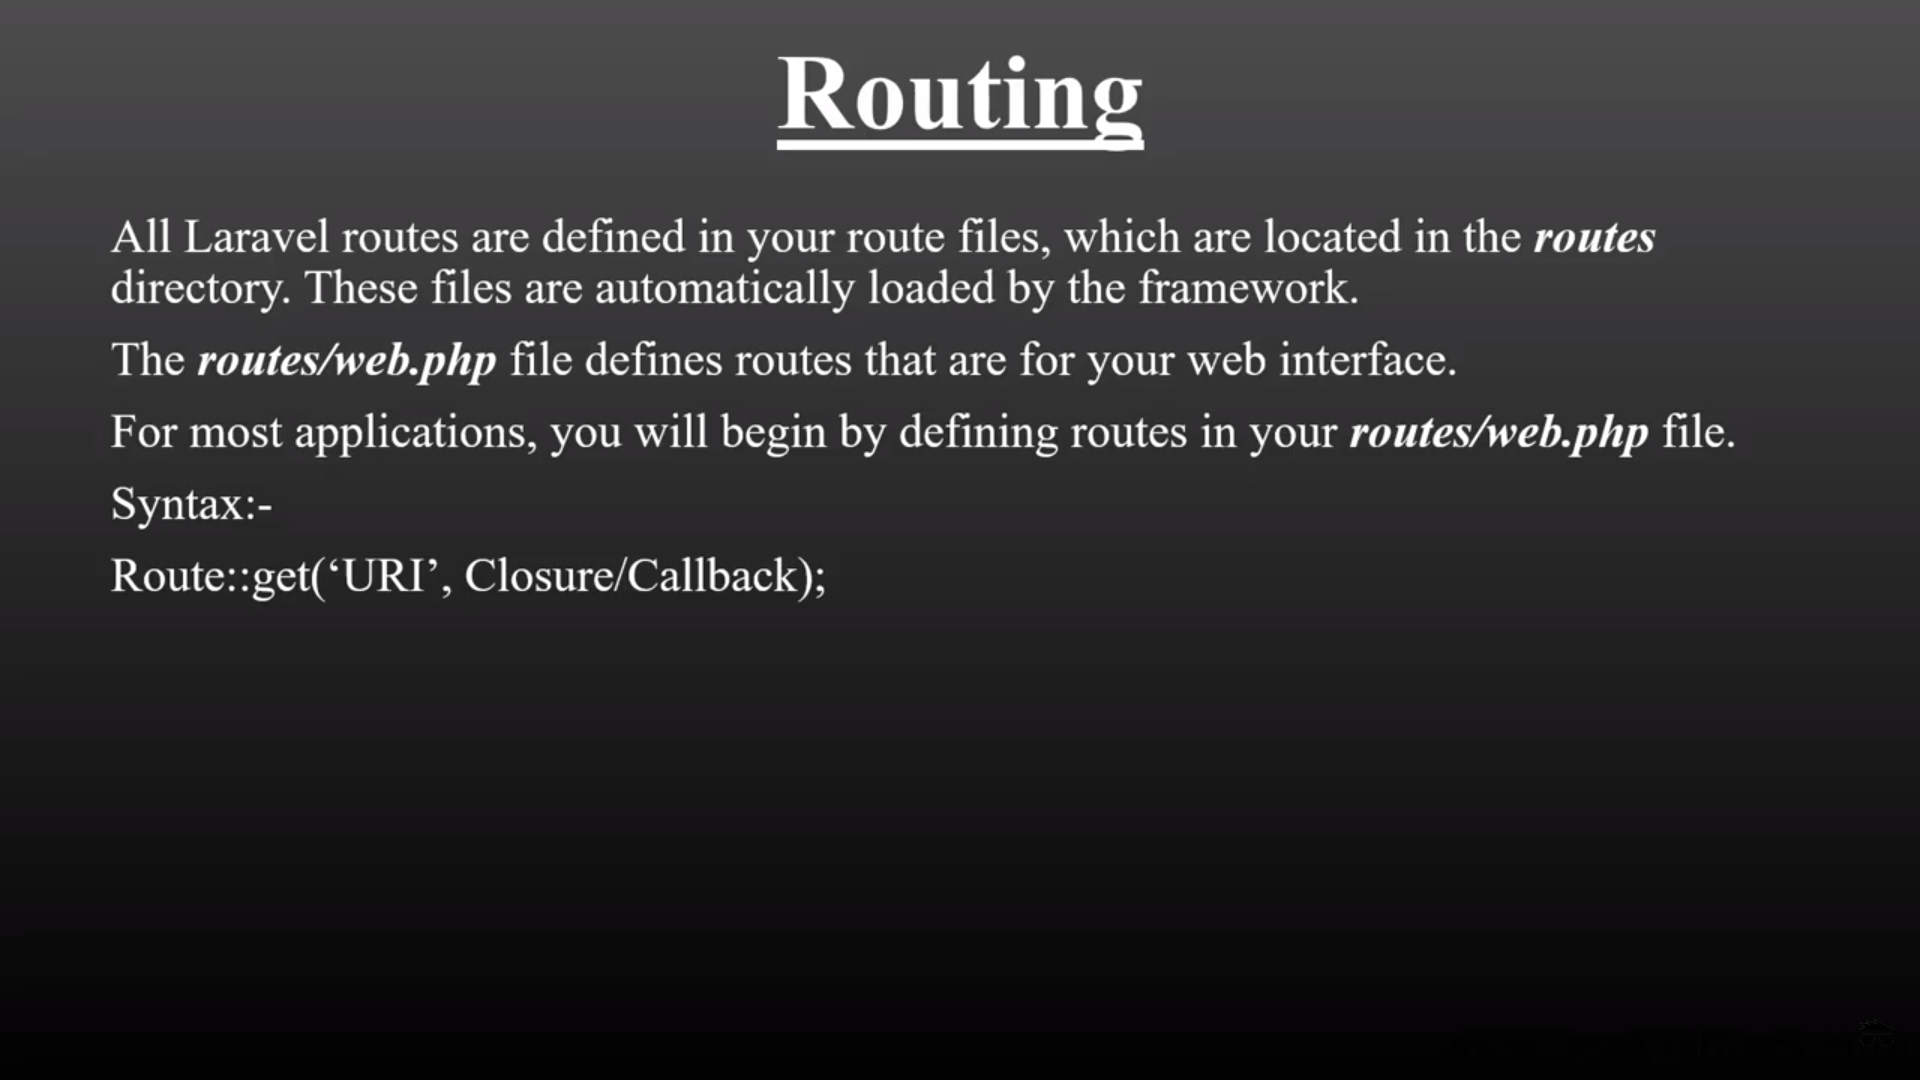 Routing
All Laravel routes are defined in your route files, which are located in the routes
directory. These files are automatically loaded by the framework.
The routes/web.php file defines routes that are for your web interface.
For most applications, you will begin by defining routes in your routes/web.php file.
Syntax:-
Route::get(‘URI’, Closure/Callback);